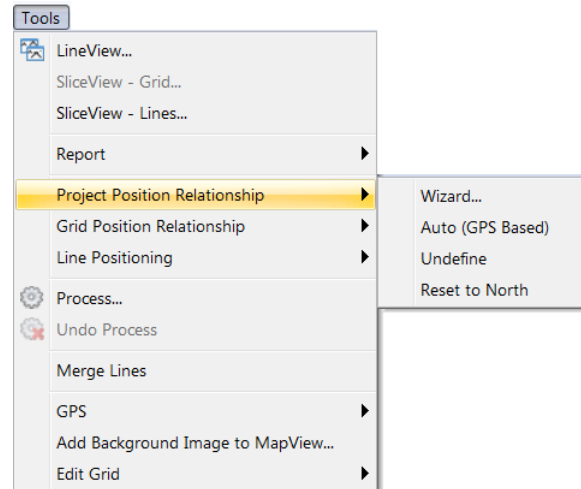 Tools
LineView...
SliceView - Grid...
SliceView - Lines...
Report
Project Position Relationship
Grid Position Relationship
Line Positioning
Process...
Undo Process
Merge Lines
GPS
Add Background Image to MapView...
Edit Grid
Wizard...
Auto (GPS Based)
Undefine
Reset to North